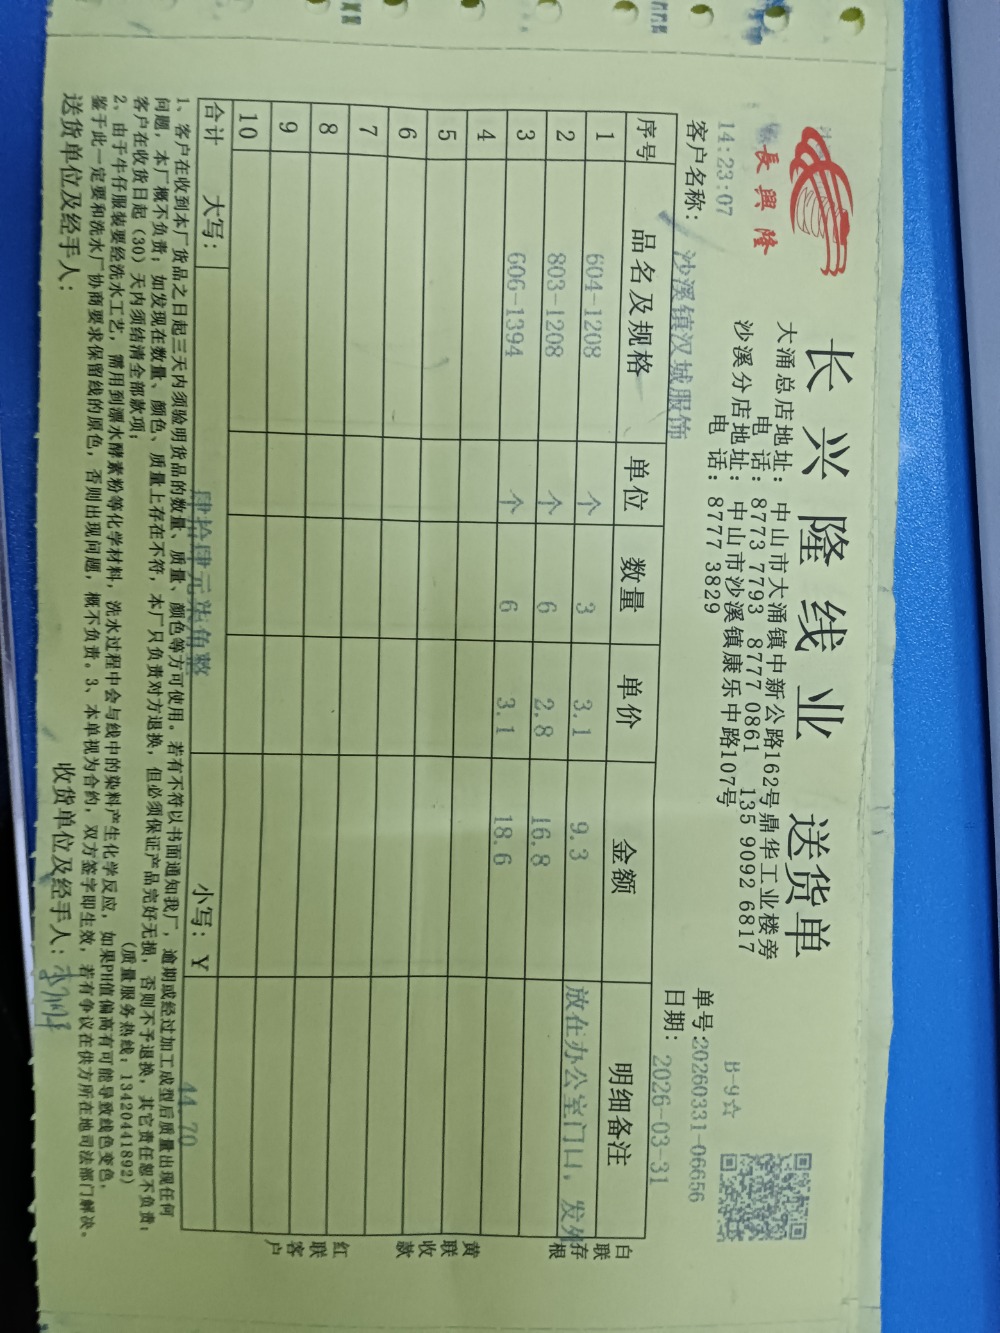 長興隆
长兴隆线业 送货单
大涌总店地址：中山市大涌镇中新公路162号鼎华工业楼旁
电 话：8773 7793 8777 0861 135 9092 6817
沙溪分店地址：中山市沙溪镇康乐中路107号
电 话：8777 3829
B-9☆
14:23:07
单号:20260331-06656
客户名称： 沙溪镇汉城服饰
日期： 2026-03-31
序号 品名及规格 单位 数量 单价 金额 明细备注
1 604-1208 个 3 3.1 9.3 放在办公室门口，发外
2 803-1208 个 6 2.8 16.8
3 606-1394 个 6 3.1 18.6
4
5
6
7
8
9
10
合计 大写： 肆拾肆元柒角整 小写：￥ 44.70
白联存根
黄联收款
红联客户
1、客户在收到本厂货品之日起三天内须验明货品的数量、质量、颜色等方可使用。若有不符以书面通知我厂，逾期或经过加工成型后质量出现任何
问题，本厂概不负责；如发现在数量、颜色、质量上存在不符，本厂只负责对方退换，但必须保证产品完好无损，否则不予退换，其它责任恕不负责；
客户在收货日起（30）天内须结清全部款项； （质量服务热线：13420441892）
2、由于牛仔服装要经洗水工艺，需用到漂水酵素粉等化学材料，洗水过程中会与线中的染料产生化学反应，如果PH值偏高有可能导致线色变色，
鉴于此一定要和洗水厂协商要求保留线的原色，否则出现问题，概不负责。3、本单视为合约，双方签字即生效，若有争议在供方所在地司法部门解决。
送货单位及经手人： 收货单位及经手人：